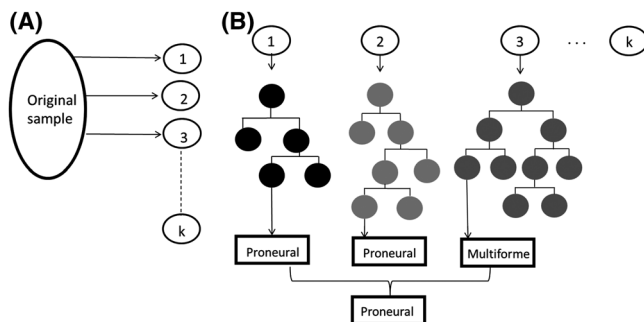 (A)
Original
sample
1
2
3
k
(B)
1
2
3
...
k
Proneural
Proneural
Multiforme
Proneural